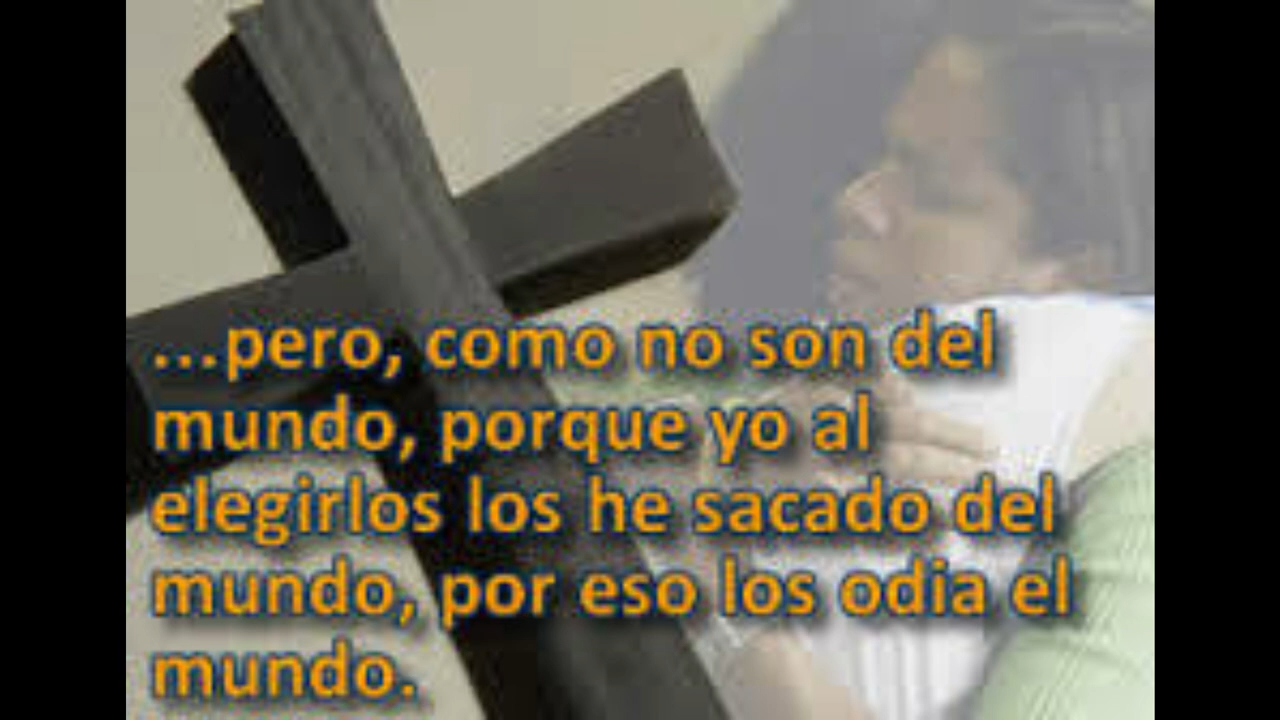 ...pero, como no son del
mundo, porque yo al
elegirlos los he sacado del
mundo, por eso los odia el
mundo.